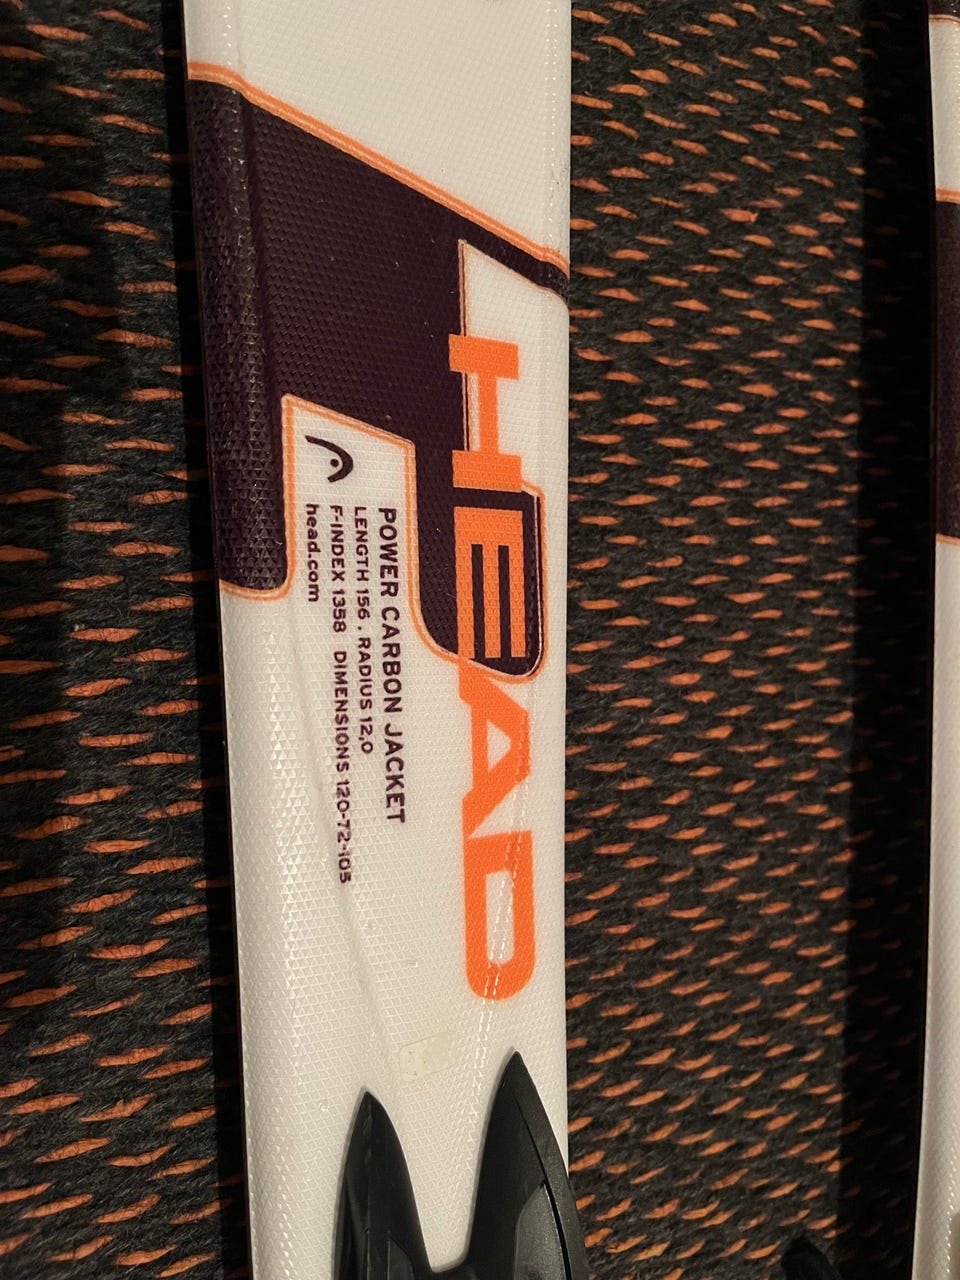 HEAD
POWER CARBON JACKET
LENGTH 156 . RADIUS 12,0
F-INDEX 1358 DIMENSIONS 120-72-105
head.com